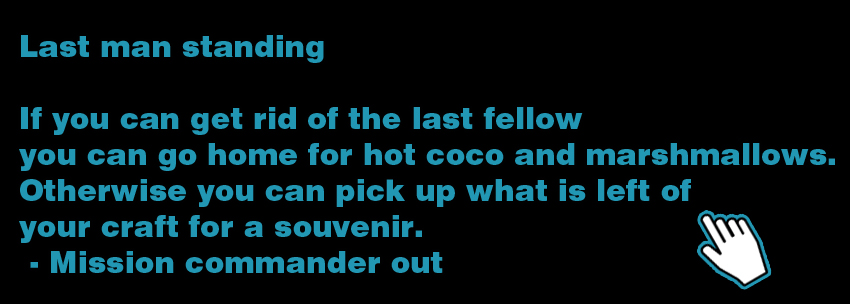 Last man standing
If you can get rid of the last fellow
you can go home for hot coco and marshmallows.
Otherwise you can pick up what is left of
your craft for a souvenir.
- Mission commander out